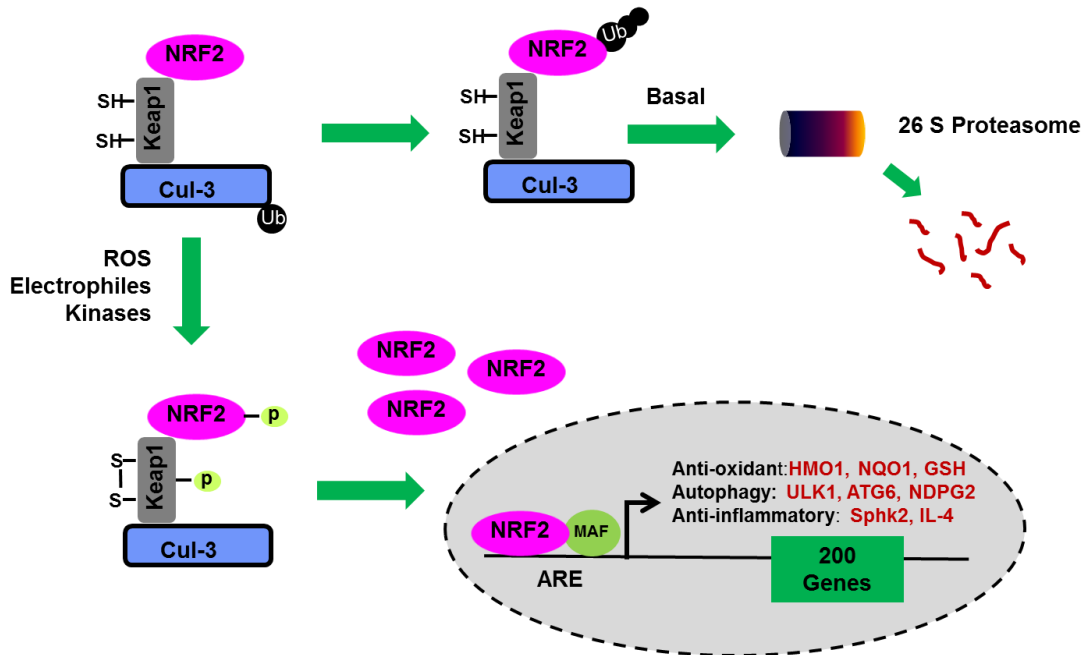 NRF2
SH
SH
Keap1
Cul-3
Ub
NRF2
Ub
SH
SH
Keap1
Cul-3
Basal
26 S Proteasome
ROS
Electrophiles
Kinases
NRF2
p
S
S
Keap1
p
Cul-3
NRF2
NRF2
NRF2
Anti-oxidant:HMO1, NQO1, GSH
Autophagy: ULK1, ATG6, NDPG2
Anti-inflammatory: Sphk2, IL-4
NRF2
MAF
ARE
200
Genes